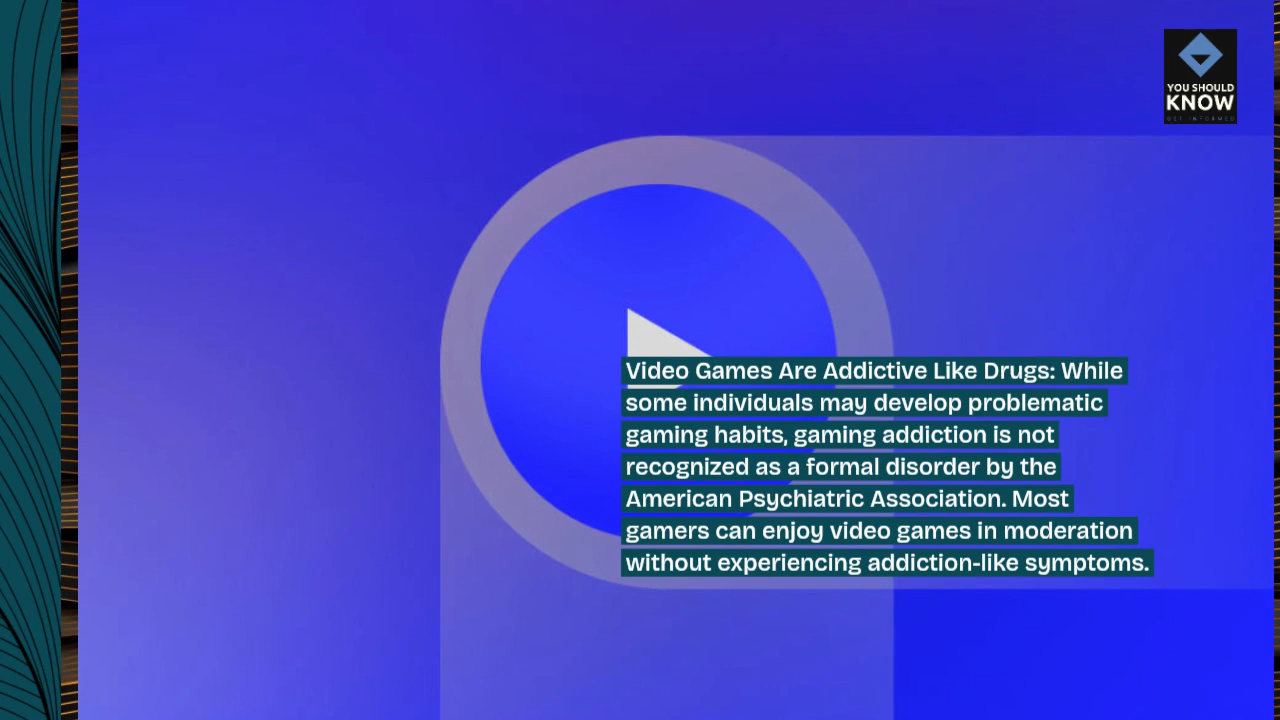 YOU SHOULD
KNOW
GET INFORMED
Video Games Are Addictive Like Drugs: While
some individuals may develop problematic
gaming habits, gaming addiction is not
recognized as a formal disorder by the
American Psychiatric Association. Most
gamers can enjoy video games in moderation
without experiencing addiction-like symptoms.